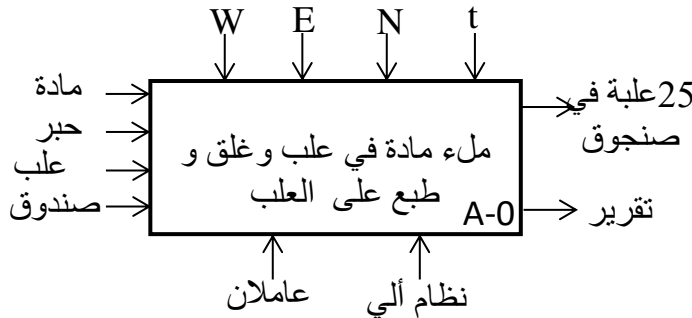 W E N t
مادة
حبر
علب
صندوق
ملء مادة في علب وغلق و
طبع على العلب
A-0
25علبة في
صنجوق
تقرير
عاملان
نظام ألي